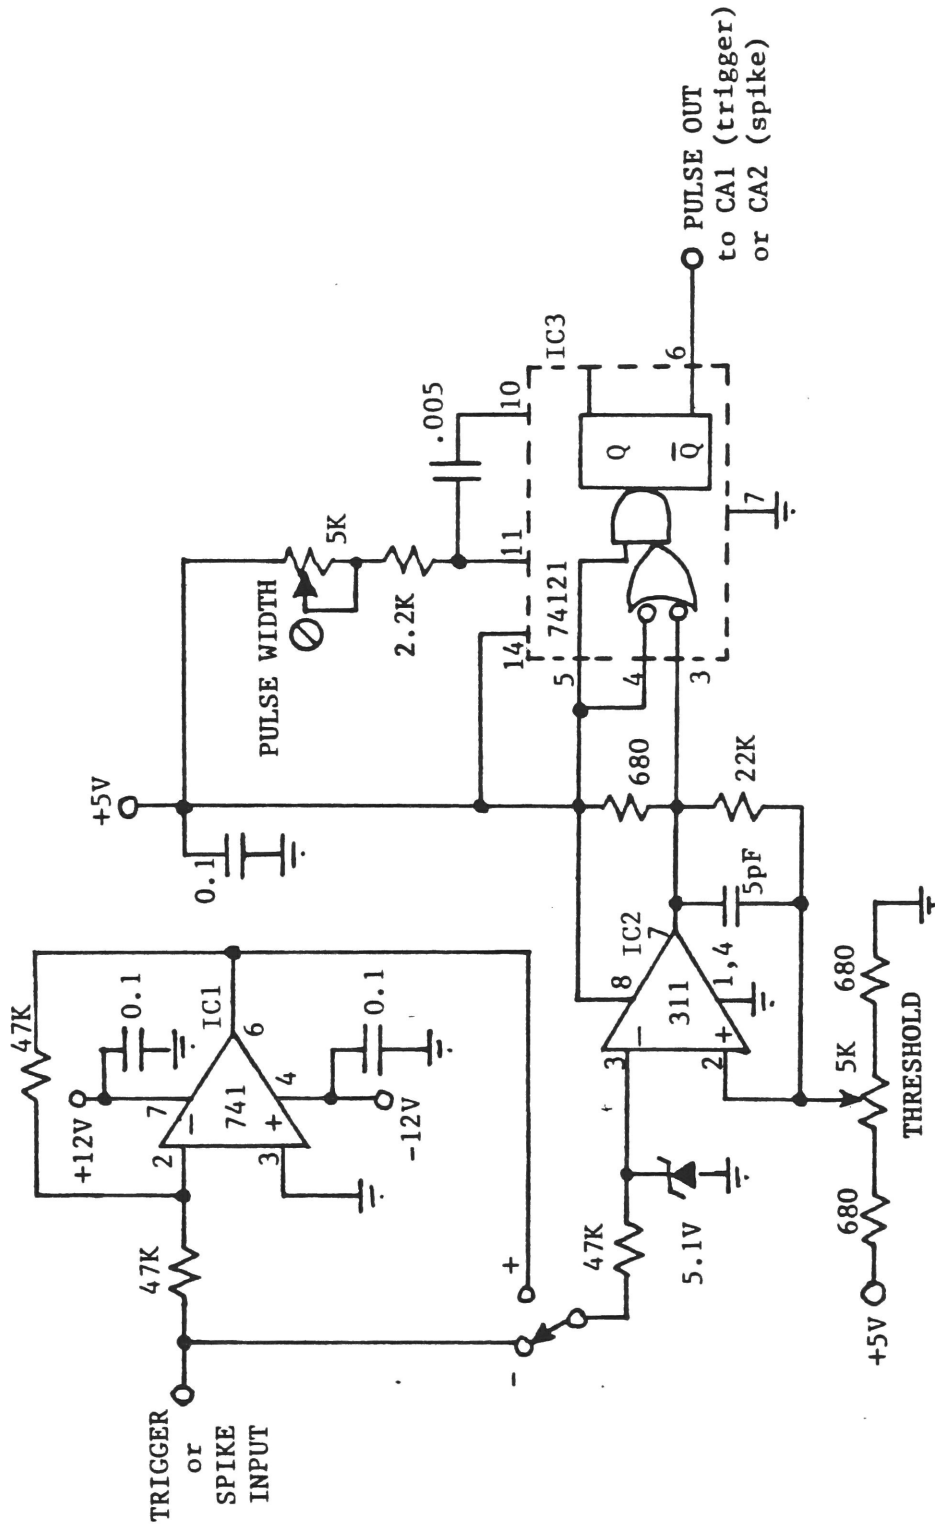 TRIGGER
or
SPIKE
INPUT
47K
47K
+12V
0.1
2
7
IC1
741
−
+
6
3
4
0.1
-12V
-
+
47K
5.1V
+5V
0.1
PULSE WIDTH
5K
2.2K
.005
14
11
10
IC3
74121
5
4
3
Q
Q̅
6
7
PULSE OUT
to CA1 (trigger)
or CA2 (spike)
680
22K
5pF
IC2
8
3
−
311
7
2
+
1,4
+5V
680
5K
680
THRESHOLD